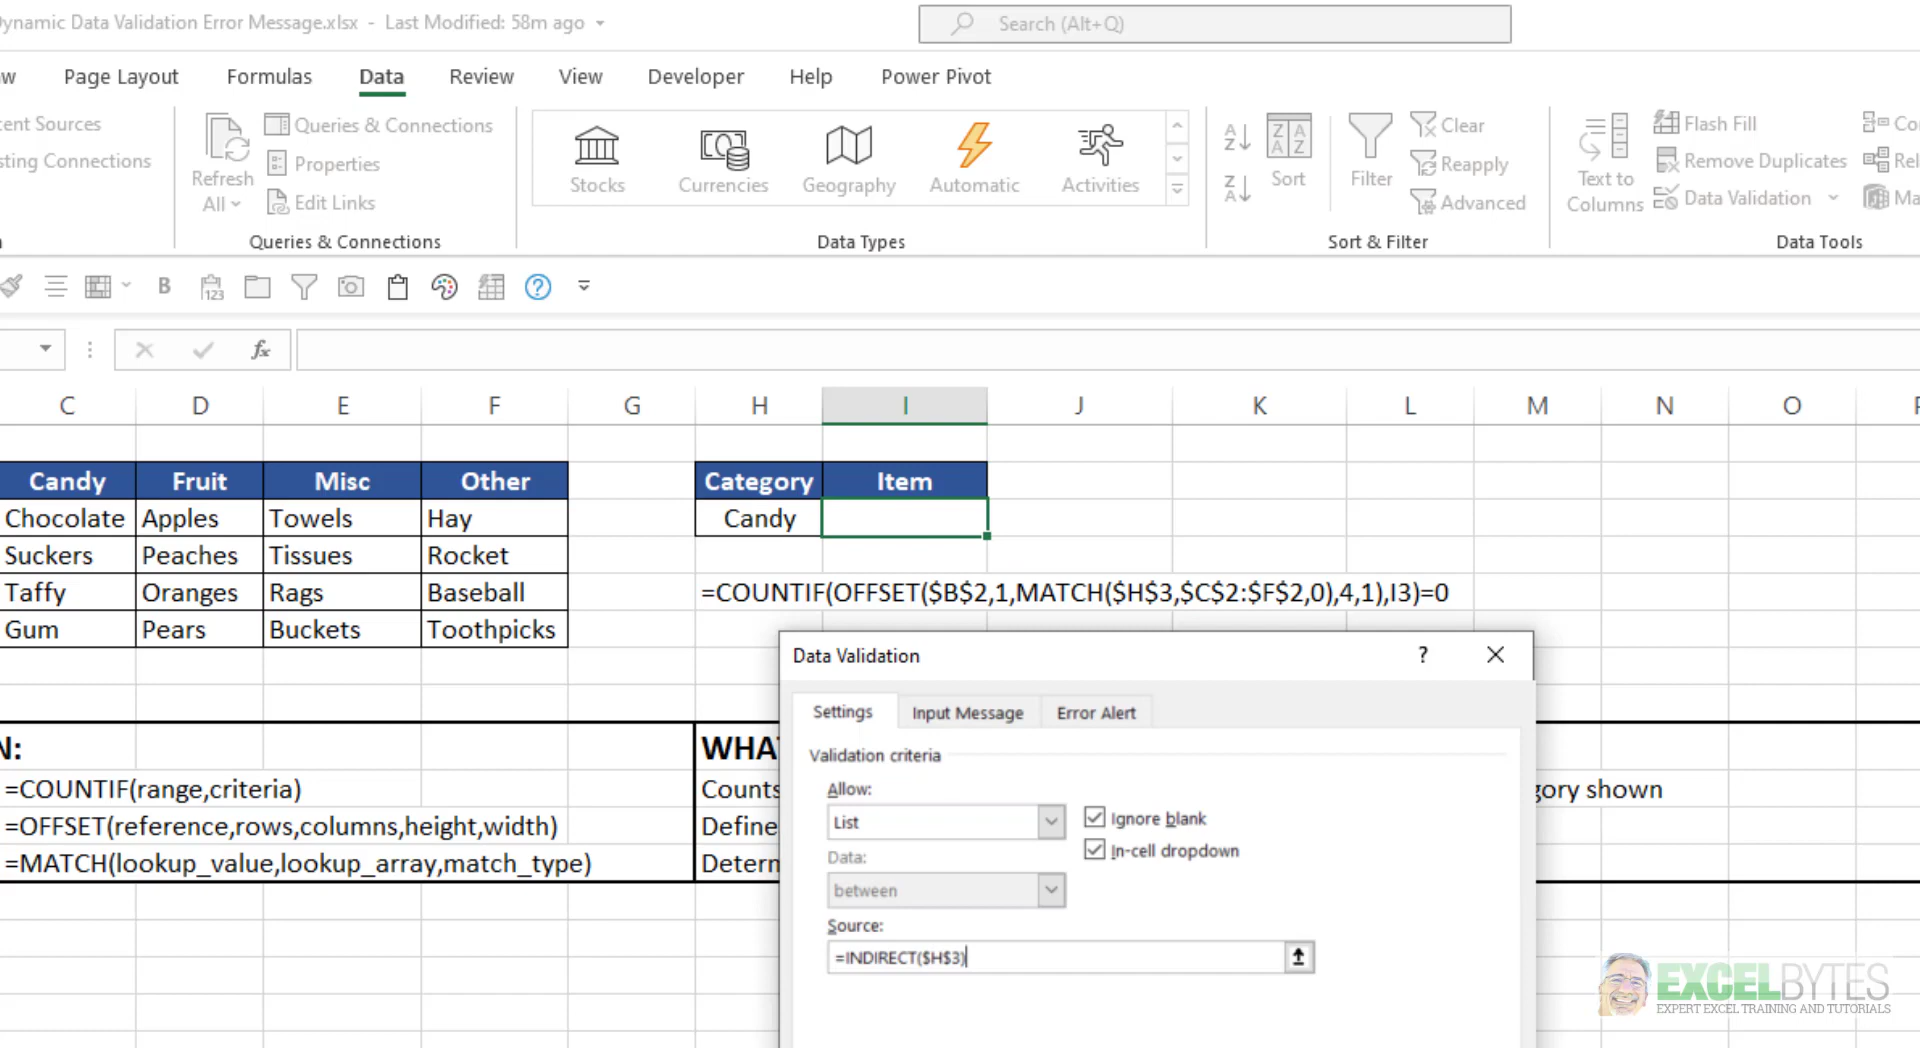 ynamic Data Validation Error Message.xlsx - Last Modified: 58m ago
Search (Alt+Q)
Page Layout Formulas Data Review View Developer Help Power Pivot
Queries & Connections
Properties
Edit Links
Refresh
All
Queries & Connections
Stocks Currencies Geography Automatic Activities
Data Types
Sort
Filter
Clear
Reapply
Advanced
Sort & Filter
Text to
Columns
Flash Fill
Remove Duplicates
Data Validation
Data Tools
sting Connections
fx
C D E F G H I J K L M N O
Candy Fruit Misc Other Category Item
Chocolate Apples Towels Hay Candy
Suckers Peaches Tissues Rocket
Taffy Oranges Rags Baseball =COUNTIF(OFFSET($B$2,1,MATCH($H$3,$C$2:$F$2,0),4,1),I3)=0
Gum Pears Buckets Toothpicks
N: WHA
=COUNTIF(range,criteria) Counts gory shown
=OFFSET(reference,rows,columns,height,width) Define
=MATCH(lookup_value,lookup_array,match_type) Determ
Data Validation ?
Settings Input Message Error Alert
Validation criteria
Allow:
List
Ignore blank
In-cell dropdown
Data:
between
Source:
=INDIRECT($H$3)
EXCELBYTES
EXPERT EXCEL TRAINING AND TUTORIALS